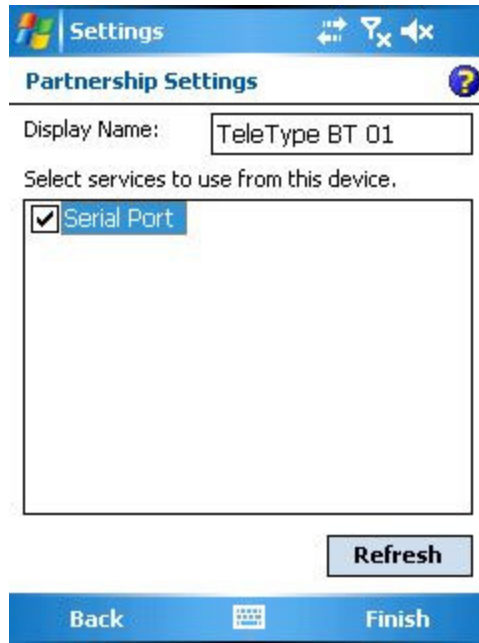 Settings
Partnership Settings
Display Name: TeleType BT 01
Select services to use from this device.
Serial Port
Refresh
Back Finish